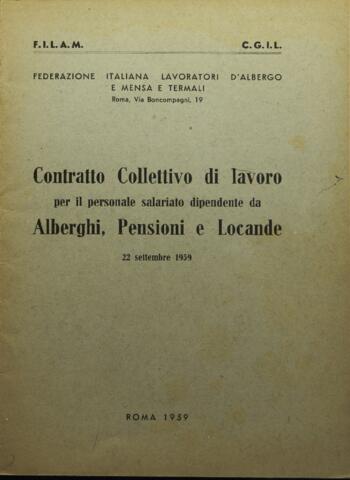 F.I.L.A.M. C.G.I.L.
FEDERAZIONE ITALIANA LAVORATORI D'ALBERGO
E MENSA E TERMALI
Roma, Via Boncompagni, 19
Contratto Collettivo di lavoro
per il personale salariato dipendente da
Alberghi, Pensioni e Locande
22 settembre 1959
ROMA 1959